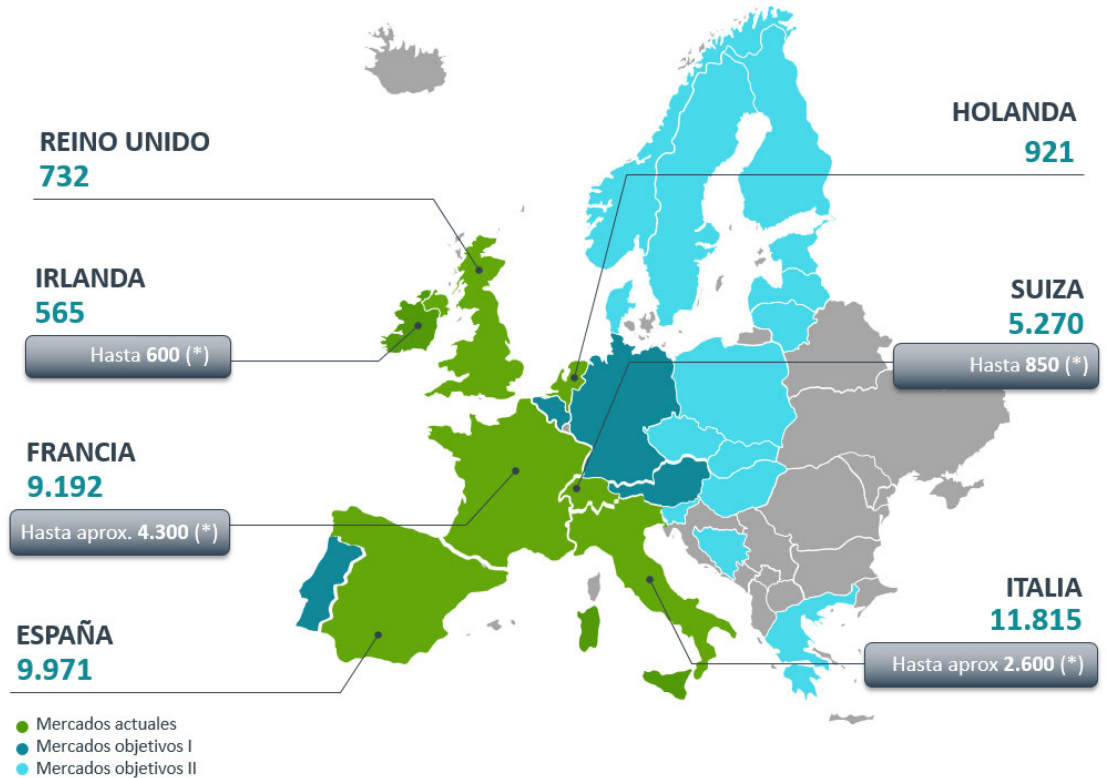 REINO UNIDO
732
IRLANDA
565
Hasta 600 (*)
FRANCIA
9.192
Hasta aprox. 4.300 (*)
ESPAÑA
9.971
HOLANDA
921
SUIZA
5.270
Hasta 850 (*)
ITALIA
11.815
Hasta aprox 2.600 (*)
Mercados actuales
Mercados objetivos I
Mercados objetivos II